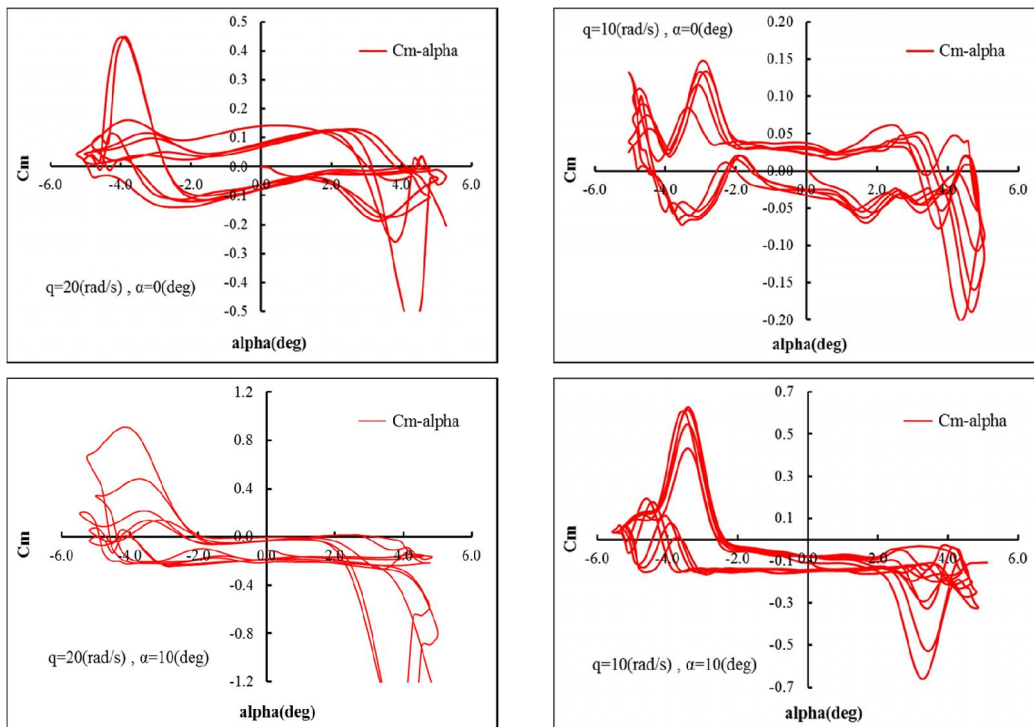 0.5
0.4
0.3
0.2
0.1
0.0
-0.1
-0.2
-0.3
-0.4
-0.5
-6.0 -4.0 -2.0 2.0 4.0 6.0
Cm
Cm-alpha
q=20(rad/s) , α=0(deg)
alpha(deg)
q=10(rad/s) , α=0(deg)
0.20
0.15
0.10
0.05
0.00
-0.05
-0.10
-0.15
-0.20
-6.0 -4.0 -2.0 0.0 2.0 4.0 6.0
Cm
Cm-alpha
alpha(deg)
1.2
0.8
0.4
0.0
-0.4
-0.8
-1.2
-6.0 -4.0 -2.0 0.0 2.0 4.0 6.0
Cm
Cm-alpha
q=20(rad/s) , α=10(deg)
alpha(deg)
0.7
0.5
0.3
0.1
-0.1
-0.3
-0.5
-0.7
-6.0 -4.0 -2.0 0.0 2.0 4.0 6.0
Cm
Cm-alpha
q=10(rad/s) , α=10(deg)
alpha(deg)